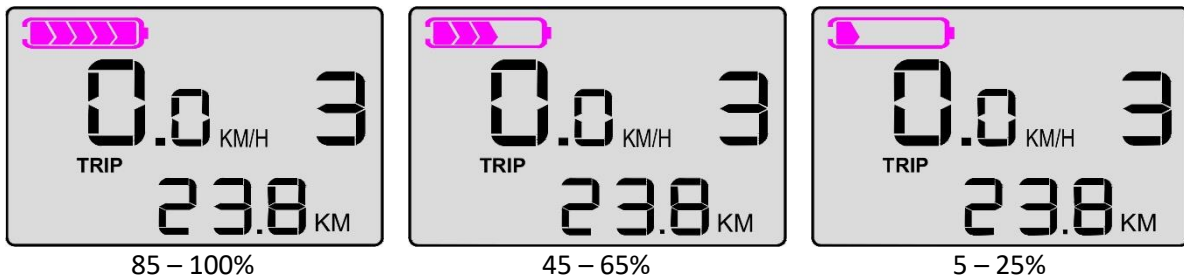 0.0 KM/H 3
TRIP
23.8 KM
85 – 100%
0.0 KM/H 3
TRIP
23.8 KM
45 – 65%
0.0 KM/H 3
TRIP
23.8 KM
5 – 25%